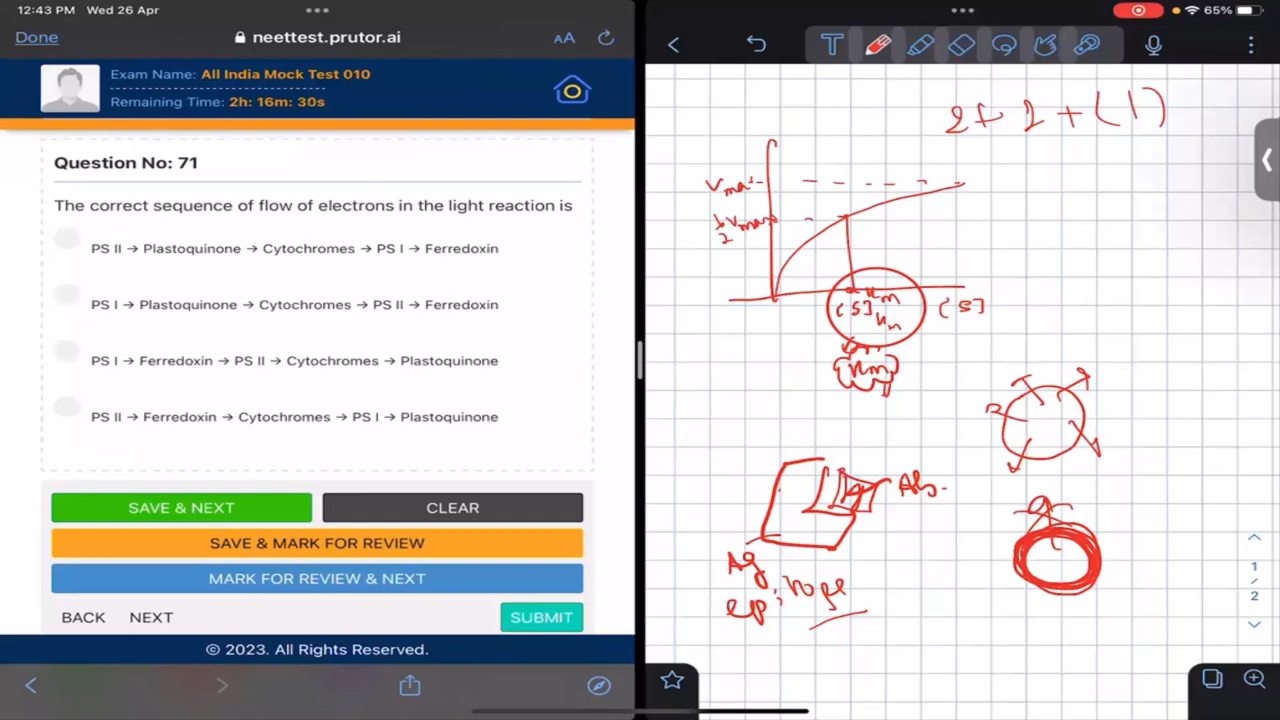 12:43 PM Wed 26 Apr
65%
Done
neettest.prutor.ai
AA
Exam Name: All India Mock Test 010
Remaining Time: 2h: 16m: 30s
Question No: 71
The correct sequence of flow of electrons in the light reaction is
PS II → Plastoquinone → Cytochromes → PS I → Ferredoxin
PS I → Plastoquinone → Cytochromes → PS II → Ferredoxin
PS I → Ferredoxin → PS II → Cytochromes → Plastoquinone
PS II → Ferredoxin → Cytochromes → PS I → Plastoquinone
SAVE & NEXT
CLEAR
SAVE & MARK FOR REVIEW
MARK FOR REVIEW & NEXT
BACK
NEXT
SUBMIT
© 2023. All Rights Reserved.
T
Vmax
[S]
Km
[S]
Km
Ab.
Ag
1
2